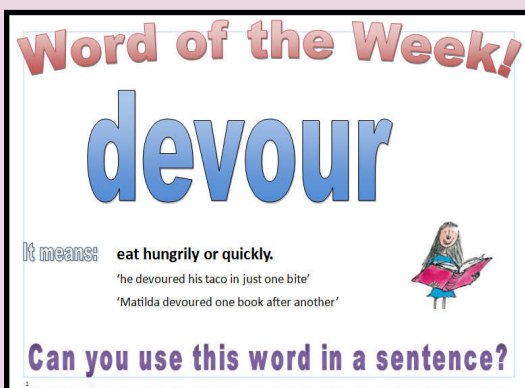 Word of the Week!
devour
It means: eat hungrily or quickly.
'he devoured his taco in just one bite'
'Matilda devoured one book after another'
Can you use this word in a sentence?
1